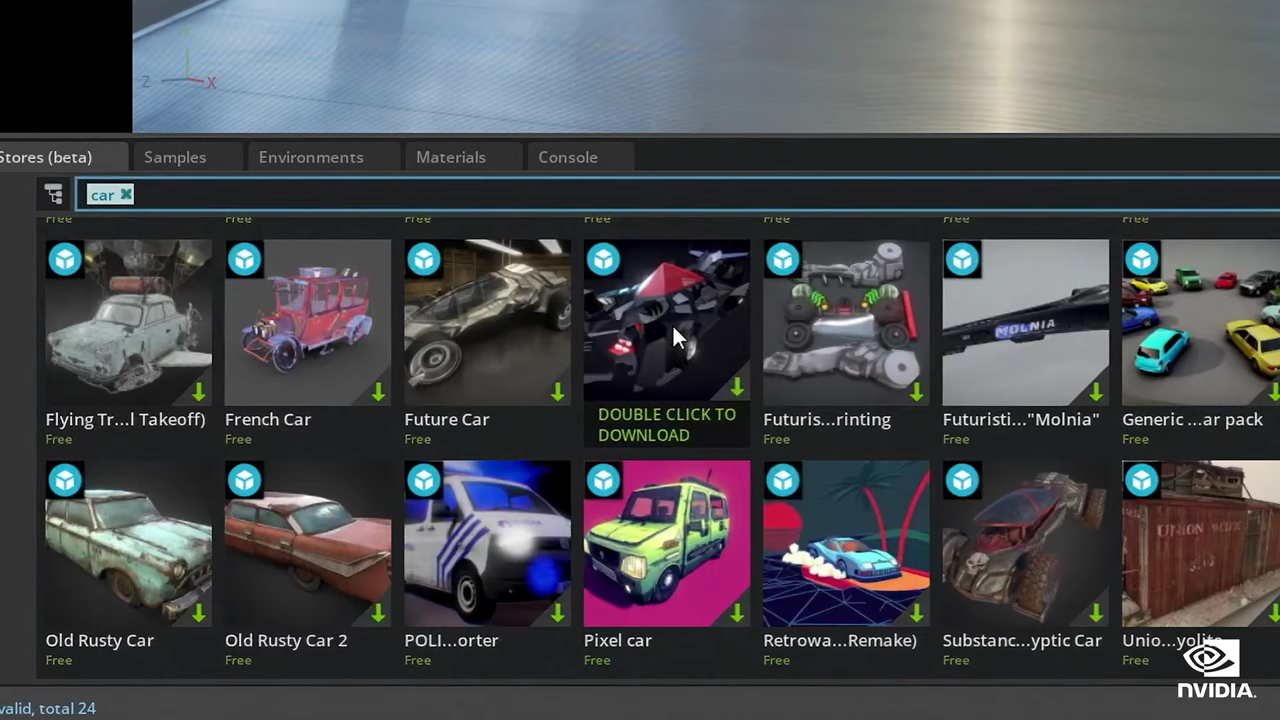 Y
Z X
Stores (beta) Samples Environments Materials Console
car
Free Free Free Free Free Free Free
MOLNIA
Flying Tr...l Takeoff) French Car Future Car DOUBLE CLICK TO Futuris...rinting Futuristi..."Molnia" Generic ...ar pack
DOWNLOAD
Free Free Free Free Free Free
UNION
Old Rusty Car Old Rusty Car 2 POLI...orter Pixel car Retrowa...Remake) Substanc...yptic Car Unio...yolite
Free Free Free Free Free Free Free
NVIDIA.
valid, total 24